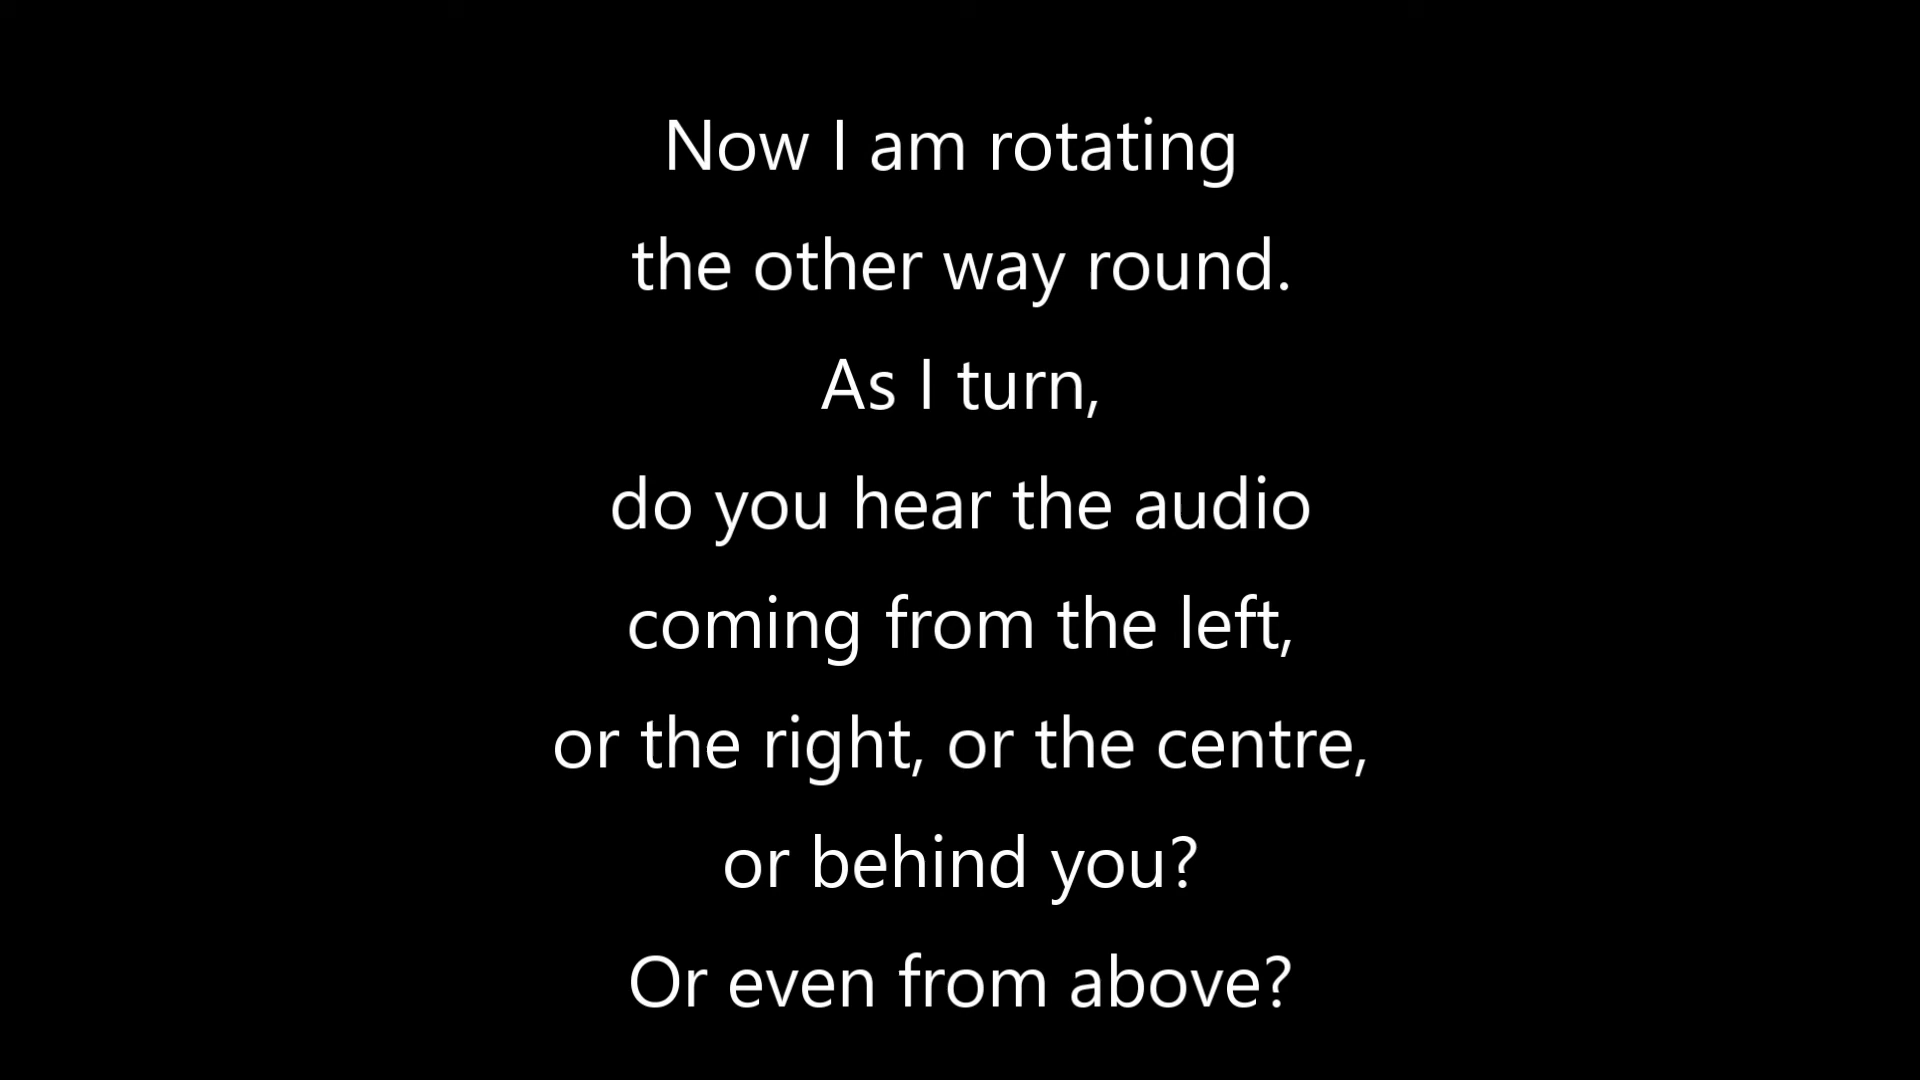 Now I am rotating
the other way round.
As I turn,
do you hear the audio
coming from the left,
or the right, or the centre,
or behind you?
Or even from above?